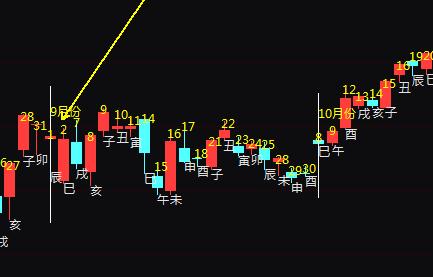 6
27
亥
戌
28
子
31
卯
9月份
1
辰
2
巳
7
戌
8
亥
9
子
10
丑
11
寅
14
巳
15
午
16
未
17
申
18
酉
21
子
22
丑
23
寅
24
卯
25
辰
28
未
29
申
30
酉
10月份
8
巳
9
午
酉
12
13
戌
14
亥
15
子
16
丑
19
辰
20
巳